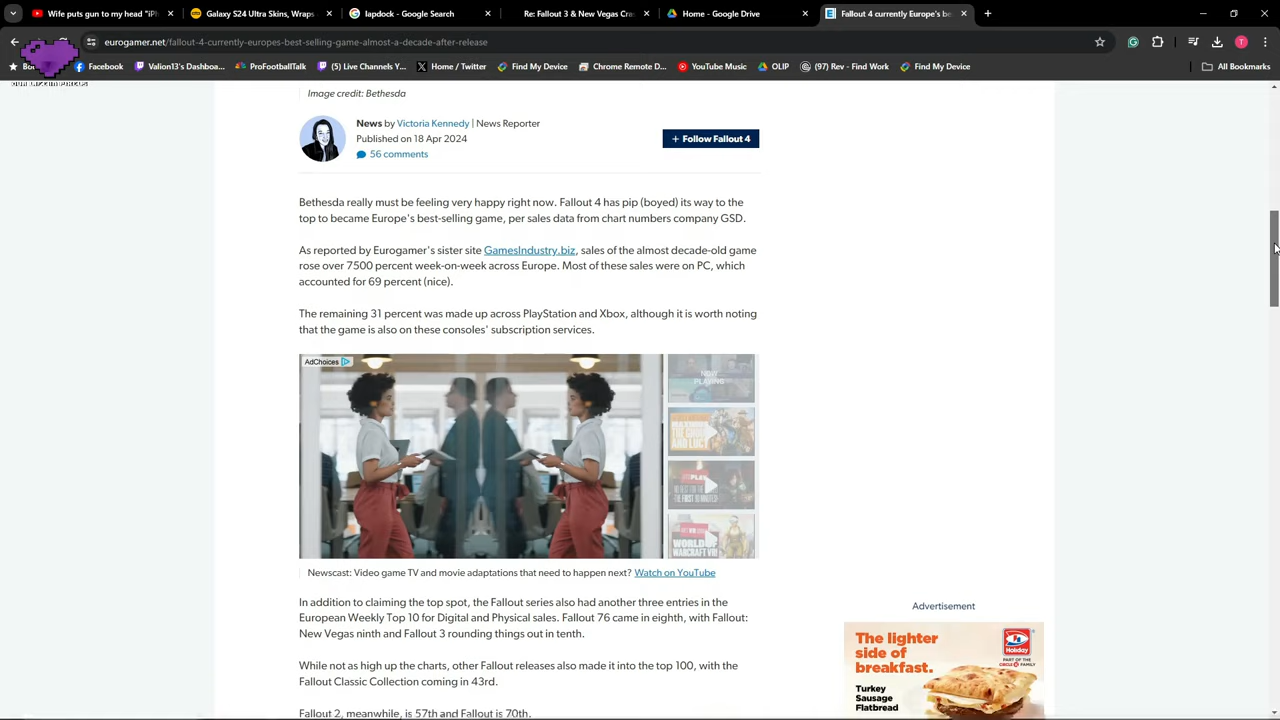 Wife puts gun to my head "iPh
Galaxy S24 Ultra Skins, Wraps
lapdock - Google Search
Re: Fallout 3 & New Vegas Cra
Home - Google Drive
Fallout 4 currently Europe's be
eurogamer.net/fallout-4-currently-europes-best-selling-game-almost-a-decade-after-release
T
Facebook
Valion13's Dashboa...
ProFootballTalk
(5) Live Channels Y...
Home / Twitter
Find My Device
Chrome Remote D...
YouTube Music
OLIP
(97) Rev - Find Work
Find My Device
All Bookmarks
Image credit: Bethesda
News by Victoria Kennedy | News Reporter
Published on 18 Apr 2024
56 comments
+ Follow Fallout 4
Bethesda really must be feeling very happy right now. Fallout 4 has pip (boyed) its way to the
top to became Europe's best-selling game, per sales data from chart numbers company GSD.
As reported by Eurogamer's sister site GamesIndustry.biz, sales of the almost decade-old game
rose over 7500 percent week-on-week across Europe. Most of these sales were on PC, which
accounted for 69 percent (nice).
The remaining 31 percent was made up across PlayStation and Xbox, although it is worth noting
that the game is also on these consoles' subscription services.
AdChoices
NOW
PLAYING
AND LUCY
WORLD OF
WARCRAFT VR!
Newscast: Video game TV and movie adaptations that need to happen next? Watch on YouTube
In addition to claiming the top spot, the Fallout series also had another three entries in the
European Weekly Top 10 for Digital and Physical sales. Fallout 76 came in eighth, with Fallout:
New Vegas ninth and Fallout 3 rounding things out in tenth.
While not as high up the charts, other Fallout releases also made it into the top 100, with the
Fallout Classic Collection coming in 43rd.
Fallout 2, meanwhile, is 57th and Fallout is 70th.
Advertisement
The lighter
side of
breakfast.
Holiday
PART OF THE
CIRCLE K FAMILY
Turkey
Sausage
Flatbread